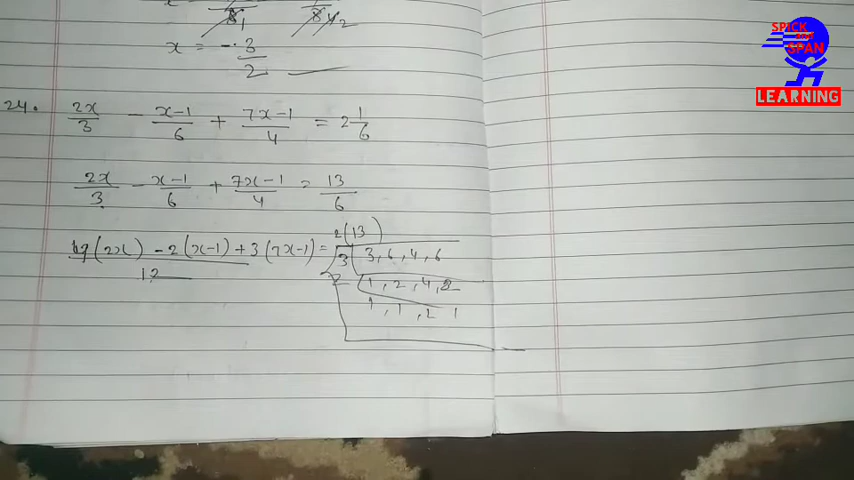 SPICK
AND
SPAN
LEARNING
x = -3/2
24. 2x/3 - x-1/6 + 7x-1/4 = 2 1/6
2x/3 - x-1/6 + 7x-1/4 = 13/6
(2x) - 2(x-1) + 3(7x-1) = 2(13)
12
3 3, 6, 4, 6
2 1, 2, 4, 2
1, 1, 2 1